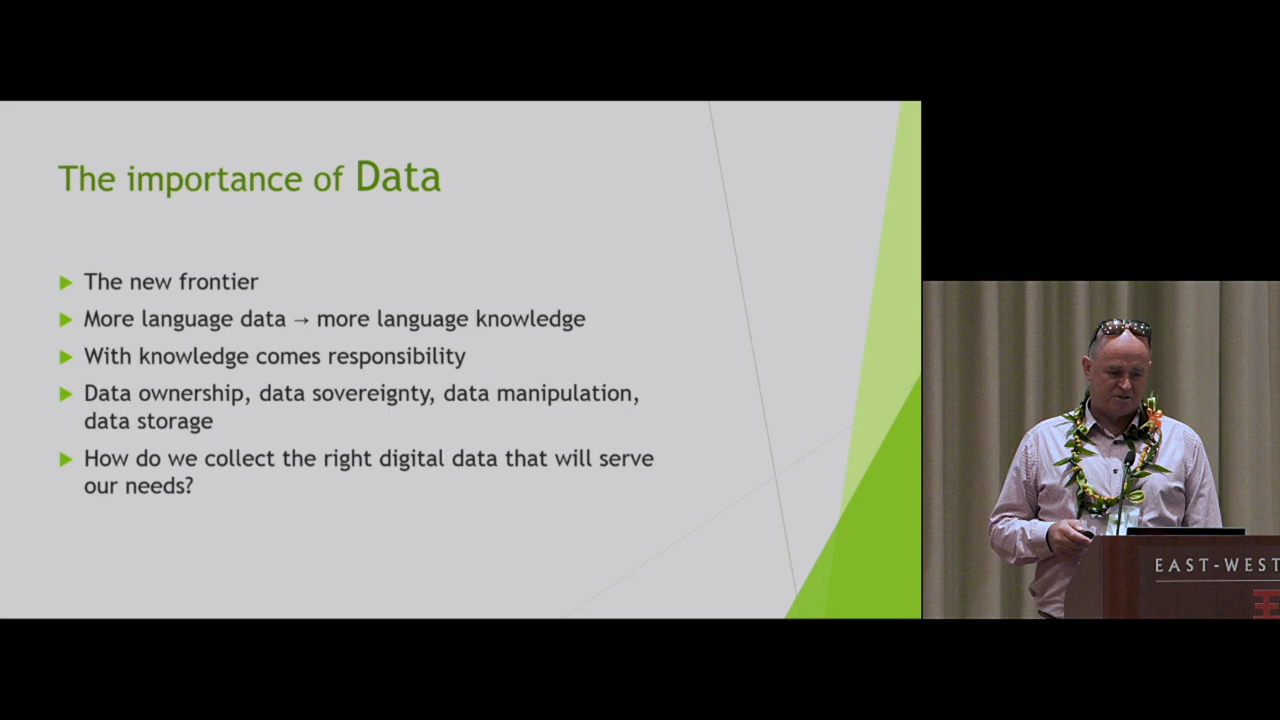 The importance of Data
The new frontier
More language data → more language knowledge
With knowledge comes responsibility
Data ownership, data sovereignty, data manipulation,
data storage
How do we collect the right digital data that will serve
our needs?
EAST-WEST